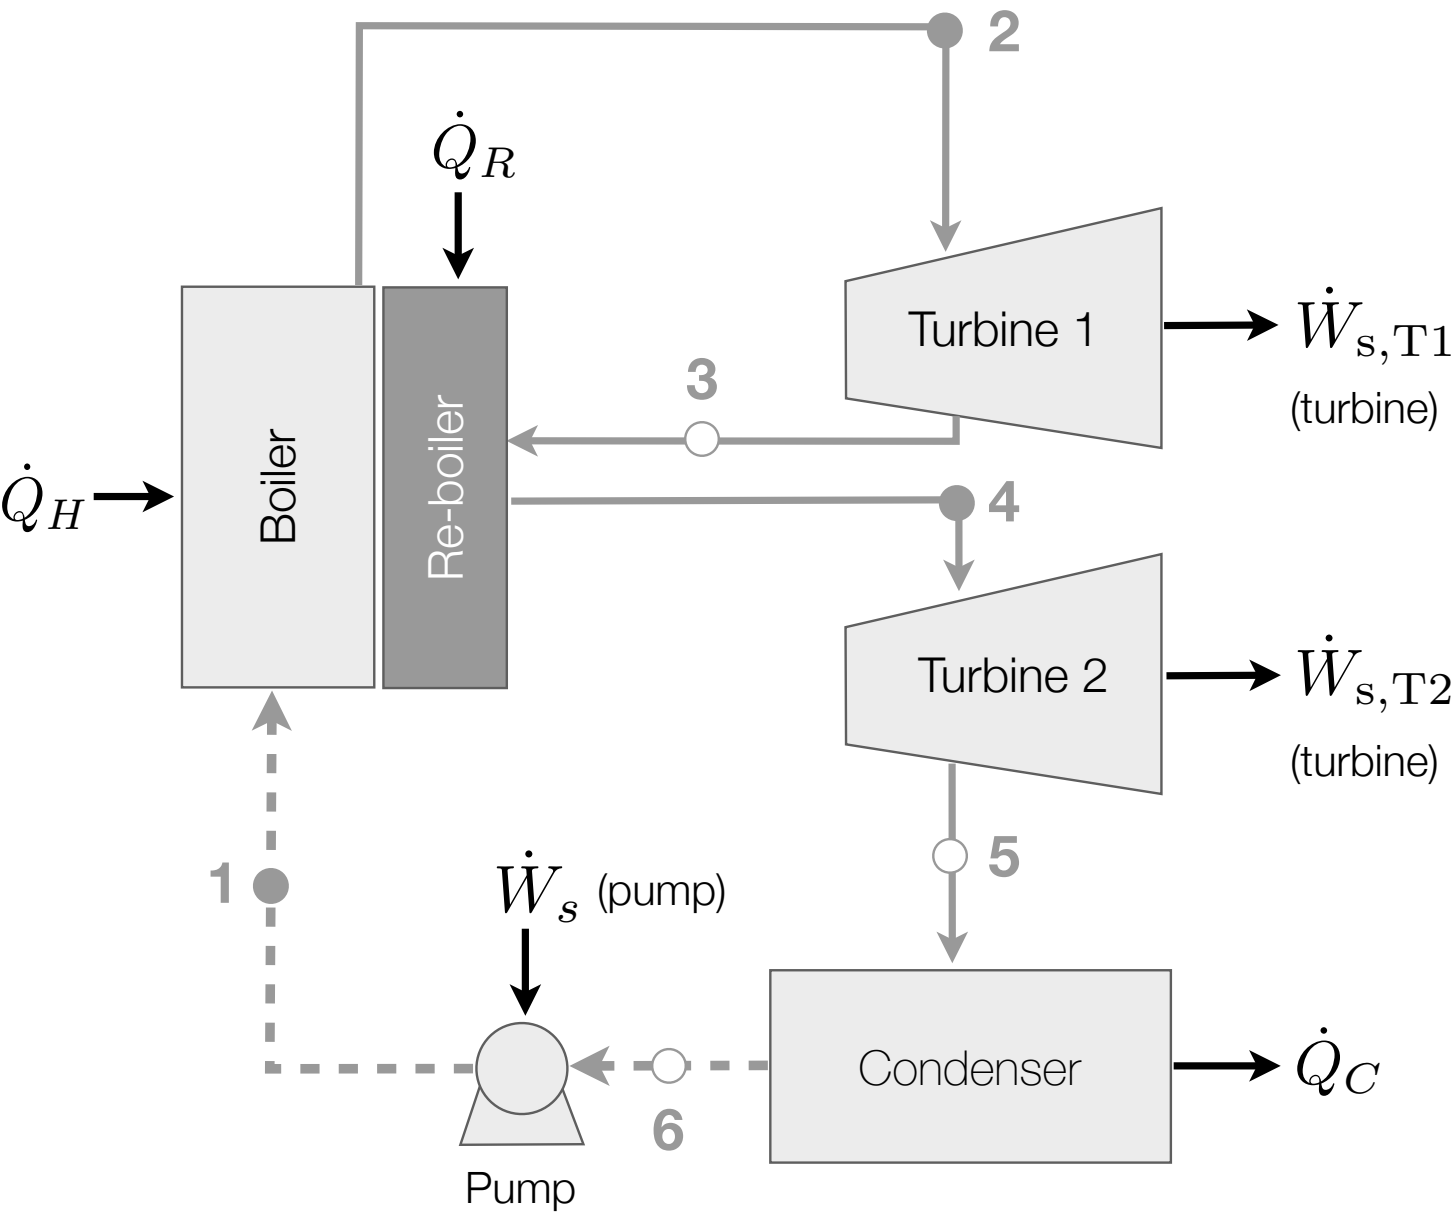 2
Q̇_R
Turbine 1
Ẇ_s,T1
(turbine)
3
Boiler
Re-boiler
Q̇_H
4
Turbine 2
Ẇ_s,T2
(turbine)
5
1
Ẇ_s (pump)
Condenser
Q̇_C
6
Pump